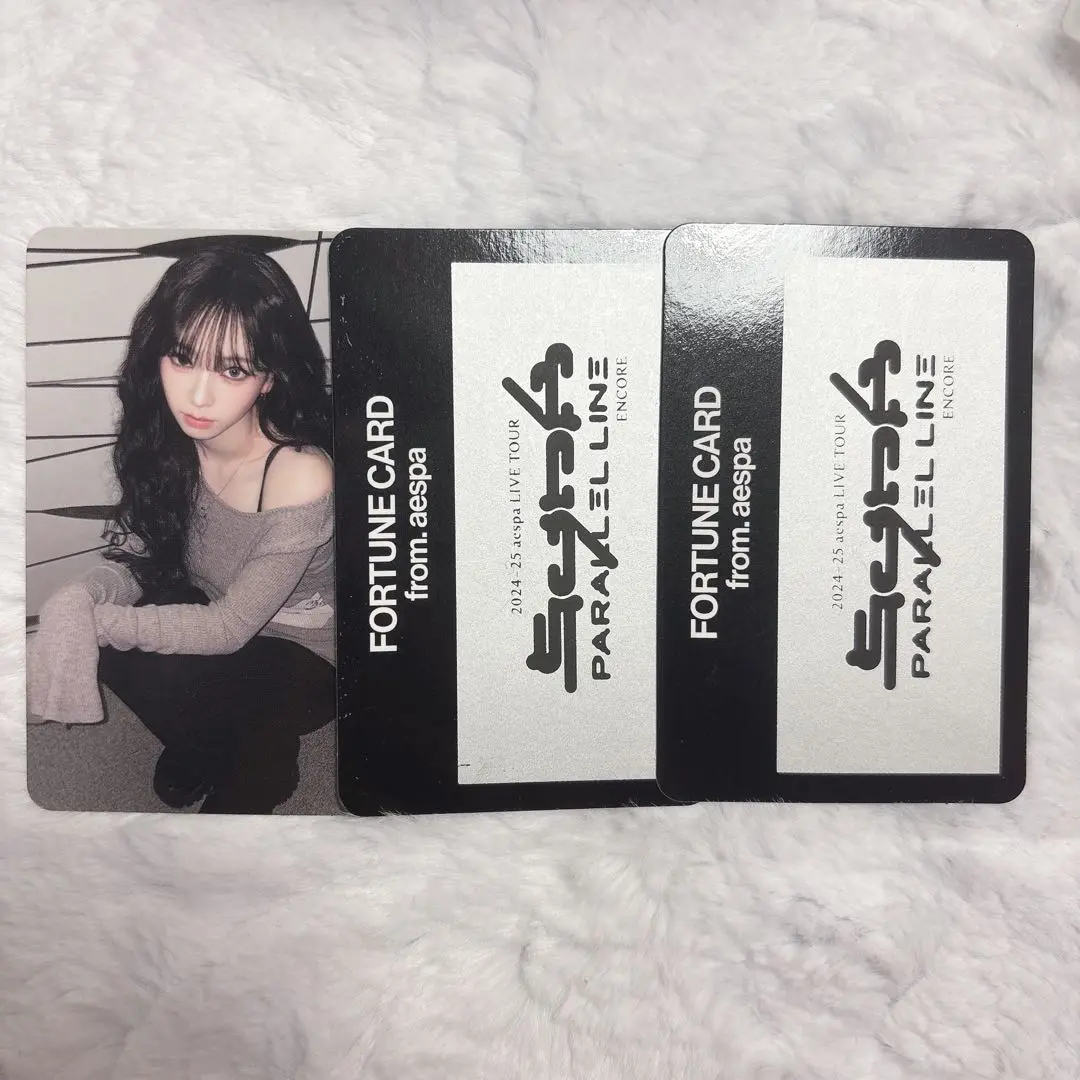 FORTUNE CARD
from. aespa
2024-25 aespa LIVE TOUR
SYNK
PARALLEL LINE
ENCORE
FORTUNE CARD
from. aespa
2024-25 aespa LIVE TOUR
SYNK
PARALLEL LINE
ENCORE